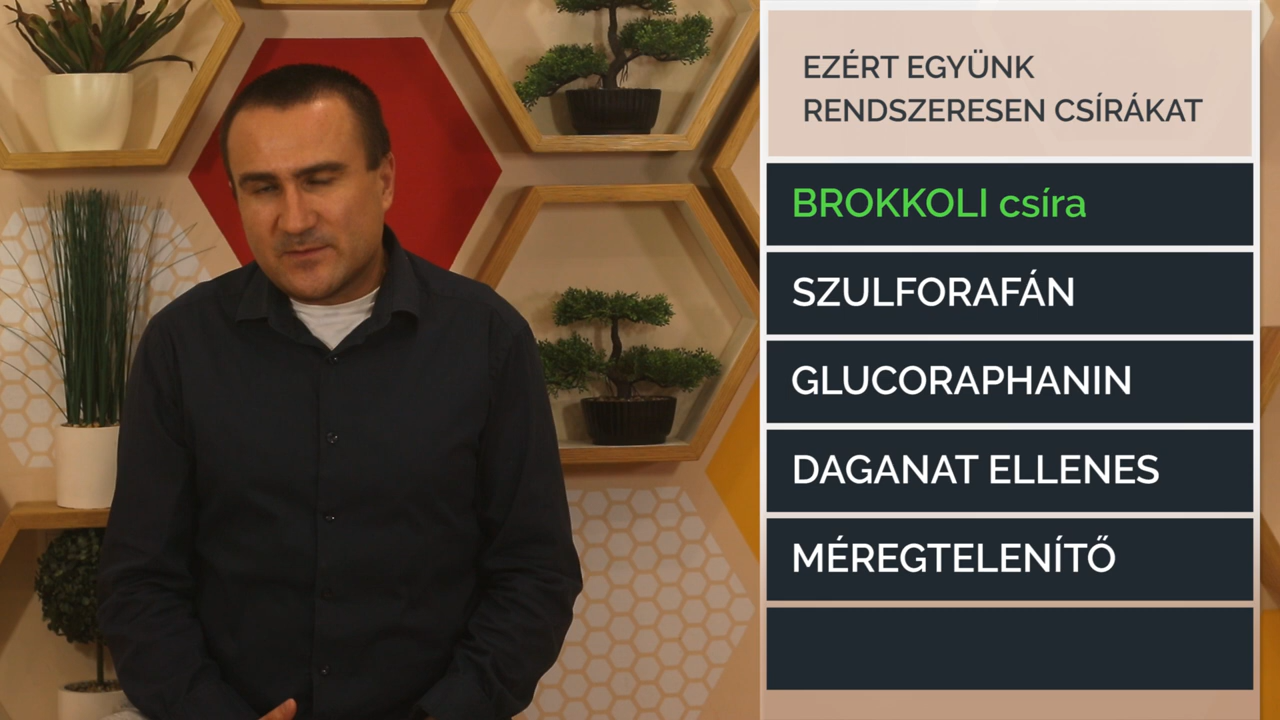 EZÉRT EGYÜNK
RENDSZERESEN CSÍRÁKAT
BROKKOLI csíra
SZULFORAFÁN
GLUCORAPHANIN
DAGANAT ELLENES
MÉREGTELENÍTŐ